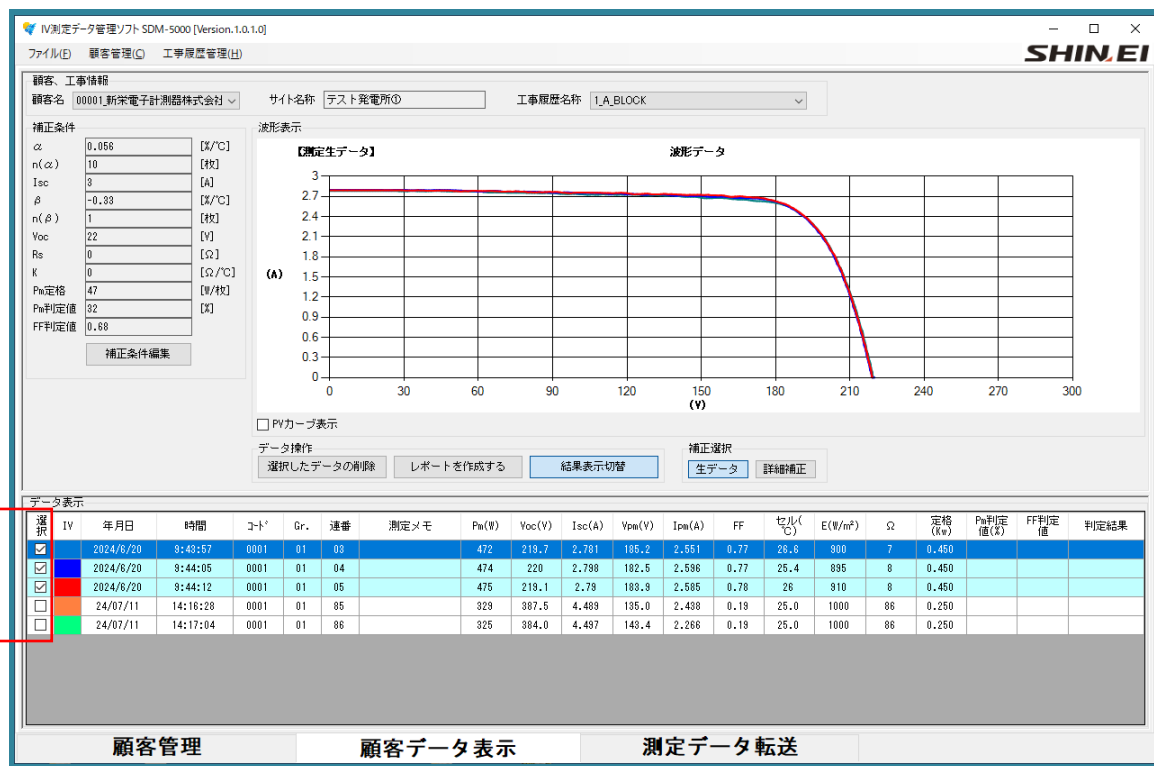 IV測定データ管理ソフト SDM-5000 [Version.1.0.1.0]
ファイル(F) 顧客管理(C) 工事履歴管理(H)
SHIN.EI
顧客、工事情報
顧客名 00001_新栄電子計測器株式会社 サイト名称 テスト発電所① 工事履歴名称 1_A_BLOCK
補正条件
α 0.056 [%/℃]
n(α) 10 [枚]
Isc 3 [A]
β -0.33 [%/℃]
n(β) 1 [枚]
Voc 22 [V]
Rs 0 [Ω]
K 0 [Ω/℃]
Pm定格 47 [W/枚]
Pm判定値 32 [%]
FF判定値 0.68
補正条件編集
波形表示
【測定生データ】 波形データ
3
2.7
2.4
2.1
1.8
(A) 1.5
1.2
0.9
0.6
0.3
0
0 30 60 90 120 150 180 210 240 270 300
(V)
PVカーブ表示
データ操作 補正選択
選択したデータの削除 レポートを作成する 結果表示切替 生データ 詳細補正
データ表示
選択 IV 年月日 時間 コード Gr. 連番 測定メモ Pm(W) Voc(V) Isc(A) Vpm(V) Ipm(A) FF セル(℃) E(W/m²) Ω 定格(Kw) Pm判定値(%) FF判定値 判定結果
2024/6/20 9:43:57 0001 01 03 472 219.7 2.781 185.2 2.551 0.77 26.6 900 7 0.450
2024/6/20 9:44:05 0001 01 04 474 220 2.798 182.5 2.596 0.77 25.4 895 8 0.450
2024/6/20 9:44:12 0001 01 05 475 219.1 2.79 183.9 2.585 0.78 26 910 8 0.450
24/07/11 14:16:28 0001 01 85 329 387.5 4.489 135.0 2.438 0.19 25.0 1000 86 0.250
24/07/11 14:17:04 0001 01 86 325 384.0 4.497 143.4 2.266 0.19 25.0 1000 86 0.250
顧客管理 顧客データ表示 測定データ転送